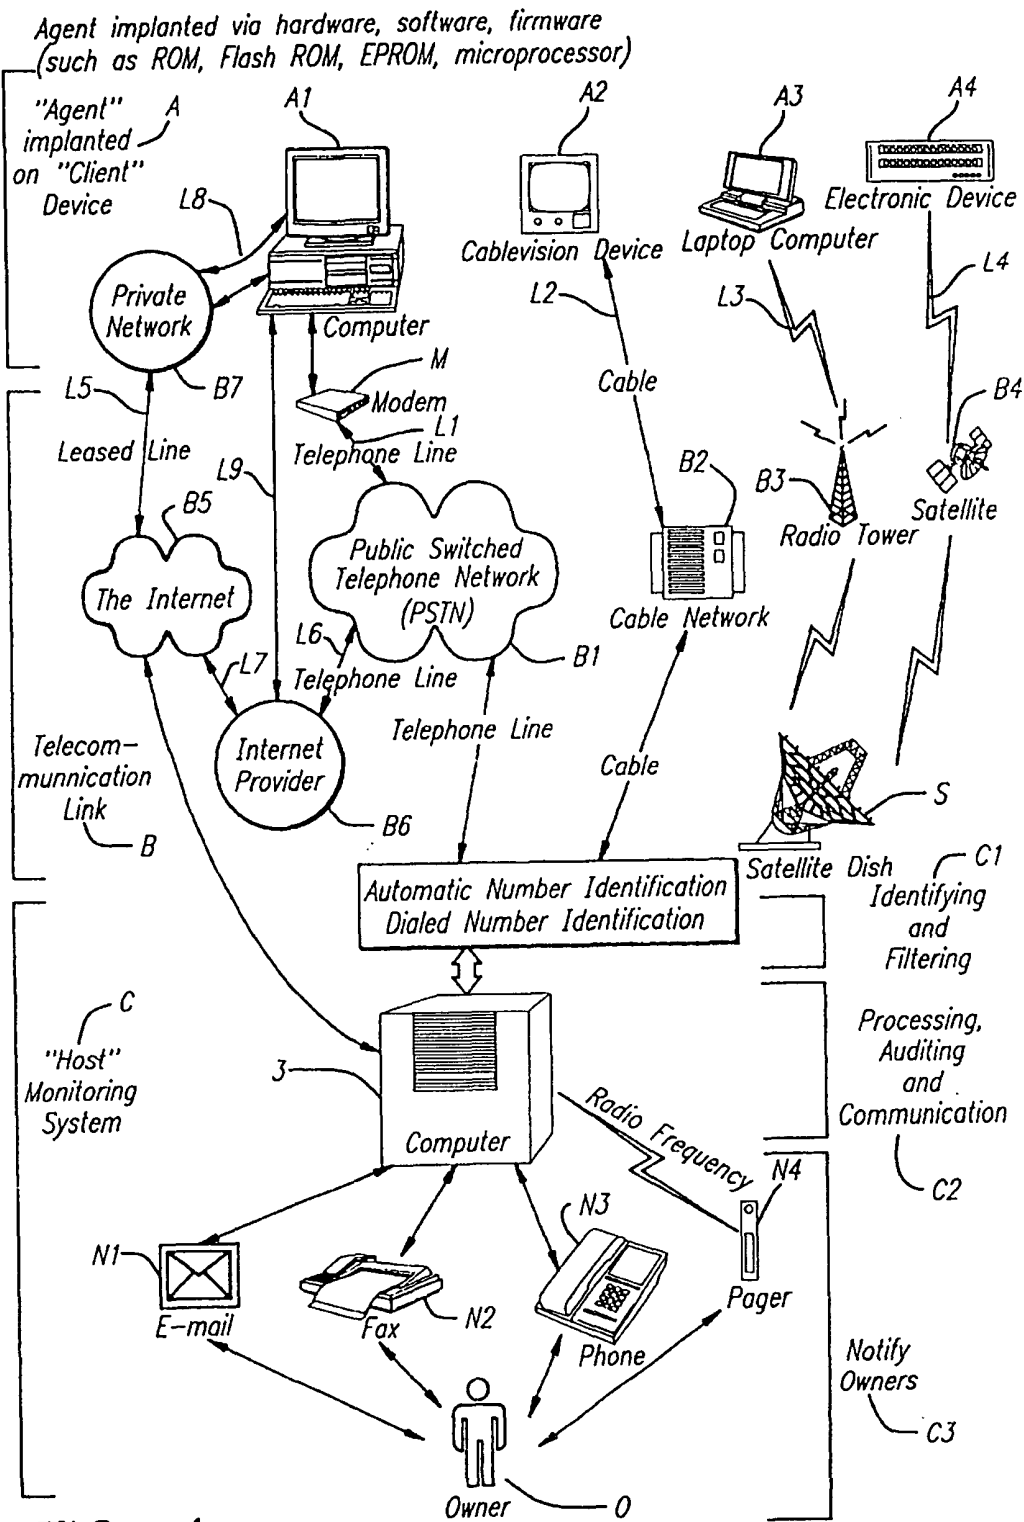 Agent implanted via hardware, software, firmware
(such as ROM, Flash ROM, EPROM, microprocessor)
"Agent"
implanted
on "Client"
Device
A
A1
A2
A3
A4
L8
Computer
Cablevision Device
Laptop Computer
Electronic Device
Private
Network
B7
M
Modem
L1
Telephone Line
L2
Cable
L3
L4
L5
Leased Line
L9
B5
The Internet
Public Switched
Telephone Network
(PSTN)
B1
B2
Cable Network
B3
Radio Tower
B4
Satellite
L6
Telephone Line
L7
Internet
Provider
B6
Telephone Line
Cable
Telecom-
munnication
Link
B
S
Satellite Dish
C1
Identifying
and
Filtering
Automatic Number Identification
Dialed Number Identification
C
"Host"
Monitoring
System
3
Computer
Processing,
Auditing
and
Communication
C2
Radio Frequency
N1
E-mail
N2
Fax
N3
Phone
N4
Pager
Notify
Owners
C3
Owner
O